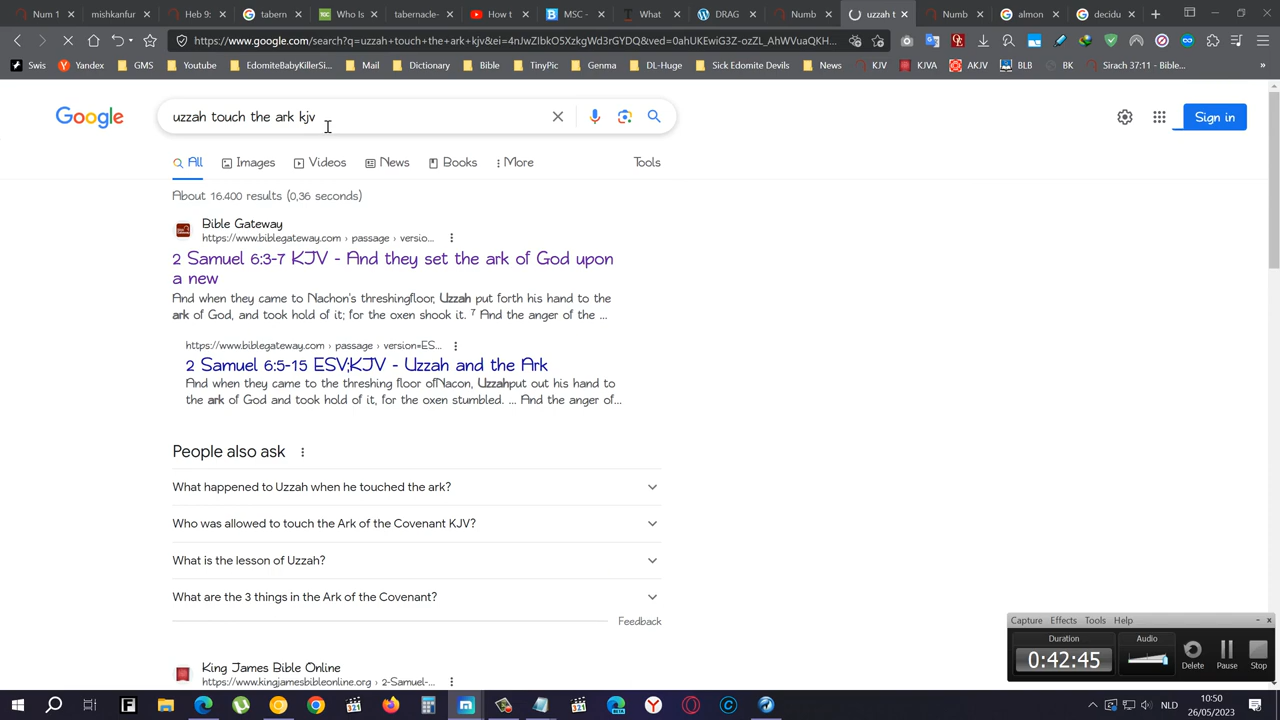 Num 1
mishkanfur
Heb 9:
tabern
Who Is
tabernacle-
How t
MSC -
What
DRAG
Numb
uzzah t
Numb
almon
decidu
https://www.google.com/search?q=uzzah+touch+the+ark+kjv&ei=4nJwZIbkO5XzkgWd3rGYDQ&ved=0ahUKEwiG3Z-ozZL_AhWVuaQKH...
Swis
Yandex
GMS
Youtube
EdomiteBabyKillerSi...
Mail
Dictionary
Bible
TinyPic
Genma
DL-Huge
Sick Edomite Devils
News
KJV
KJVA
AKJV
BLB
BK
Sirach 37:11 - Bible...
Google
uzzah touch the ark kjv
Sign in
All Images Videos News Books More Tools
About 16.400 results (0,36 seconds)
Bible Gateway
https://www.biblegateway.com › passage › versio...
2 Samuel 6:3-7 KJV - And they set the ark of God upon
a new
And when they came to Nachon's threshingfloor, Uzzah put forth his hand to the
ark of God, and took hold of it; for the oxen shook it. 7 And the anger of the ...
https://www.biblegateway.com › passage › version=ES...
2 Samuel 6:5-15 ESV;KJV - Uzzah and the Ark
And when they came to the threshing floor ofNacon, Uzzahput out his hand to
the ark of God and took hold of it, for the oxen stumbled. ... And the anger of...
People also ask
What happened to Uzzah when he touched the ark?
Who was allowed to touch the Ark of the Covenant KJV?
What is the lesson of Uzzah?
What are the 3 things in the Ark of the Covenant?
Feedback
King James Bible Online
https://www.kingjamesbibleonline.org › 2-Samuel-...
Capture Effects Tools Help
Duration
Audio
0:42:45
Delete
Pause
Stop
NLD
10:50
26/05/2023